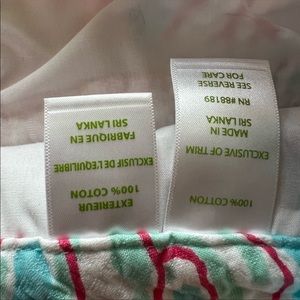 EXTERIEUR
100% COTON
EXCLUSIF DE L'EQUILIBRE
FABRIQUE EN
SRI LANKA
100% COTTON
EXCLUSIVE OF TRIM
MADE IN
SRI LANKA
RN #88189
SEE REVERSE
FOR CARE